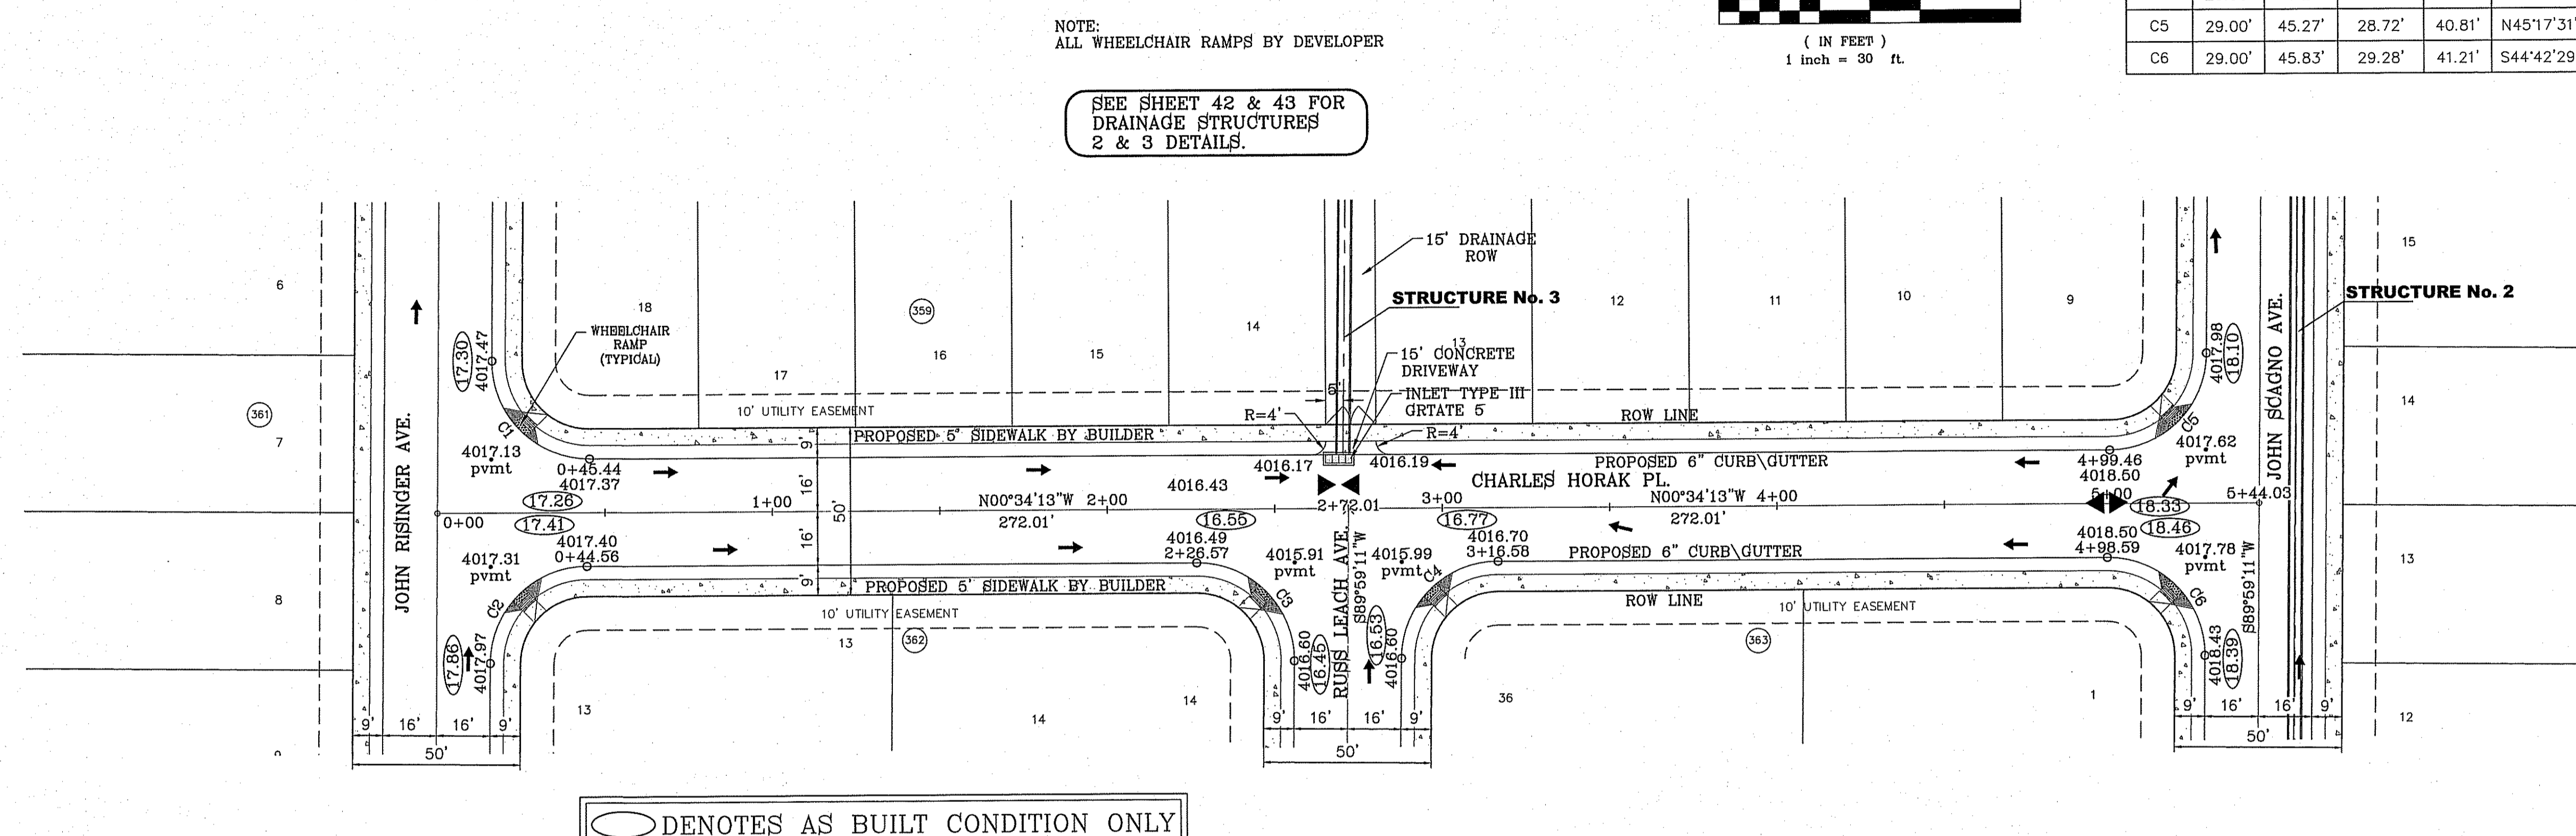 NOTE:
ALL WHEELCHAIR RAMPS BY DEVELOPER
( IN FEET )
1 inch = 30 ft.
C5 29.00' 45.27' 28.72' 40.81' N45°17'31"
C6 29.00' 45.83' 29.28' 41.21' S44°42'29
SEE SHEET 42 & 43 FOR
DRAINAGE STRUCTURES
2 & 3 DETAILS.
6
361
7
8
JOHN RISINGER AVE.
17.30
4017.47
WHEELCHAIR
RAMP
(TYPICAL)
18
17
359
16
15
14
15' DRAINAGE
ROW
STRUCTURE No. 3
13
15' CONCRETE
DRIVEWAY
INLET TYPE III
GRTATE 5
12
11
10
9
4017.98
18.10
JOHN SCAGNO AVE.
STRUCTURE No. 2
15
14
13
12
C1
10' UTILITY EASEMENT
5'
R=4'
R=4'
ROW LINE
C5
PROPOSED 5' SIDEWALK BY BUILDER
9'
4017.13
pvmt
0+45.44
4017.37
4016.17
4016.19
PROPOSED 6" CURB\GUTTER
CHARLES HORAK PL.
4+99.46
4018.50
4017.62
pvmt
17.26
17.41
0+00
1+00
16'
50'
16'
9'
4016.43
N00°34'13"W 2+00
272.01'
2+72.01
3+00
N00°34'13"W 4+00
272.01'
5+00
5+44.03
18.33
18.46
16.55
16.77
4017.40
0+44.56
4017.31
pvmt
4016.49
2+26.57
4015.91
pvmt
4015.99
pvmt
4016.70
3+16.58
PROPOSED 6" CURB\GUTTER
4018.50
4+98.59
4017.78
pvmt
C2
PROPOSED 5' SIDEWALK BY BUILDER
C3
RUSS LEACH AVE.
S89°59'11"W
C4
ROW LINE
10' UTILITY EASEMENT
C6
S89°59'11"W
10' UTILITY EASEMENT
13
362
363
17.86
4017.97
4016.60
16.45
16.53
4016.60
4018.43
18.39
13
14
14
36
1
9' 16' 16' 9'
50'
9' 16' 16' 9'
50'
9' 16' 16' 9'
50'
DENOTES AS BUILT CONDITION ONLY